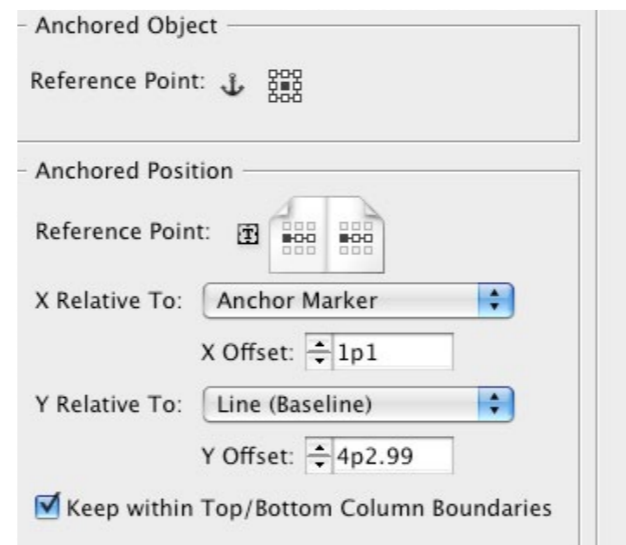 Anchored Object
Reference Point:
Anchored Position
Reference Point: T
X Relative To: Anchor Marker
X Offset: 1p1
Y Relative To: Line (Baseline)
Y Offset: 4p2.99
Keep within Top/Bottom Column Boundaries